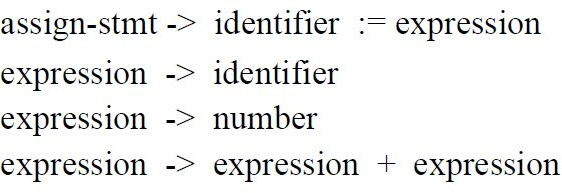 assign-stmt -> identifier := expression
expression -> identifier
expression -> number
expression -> expression + expression